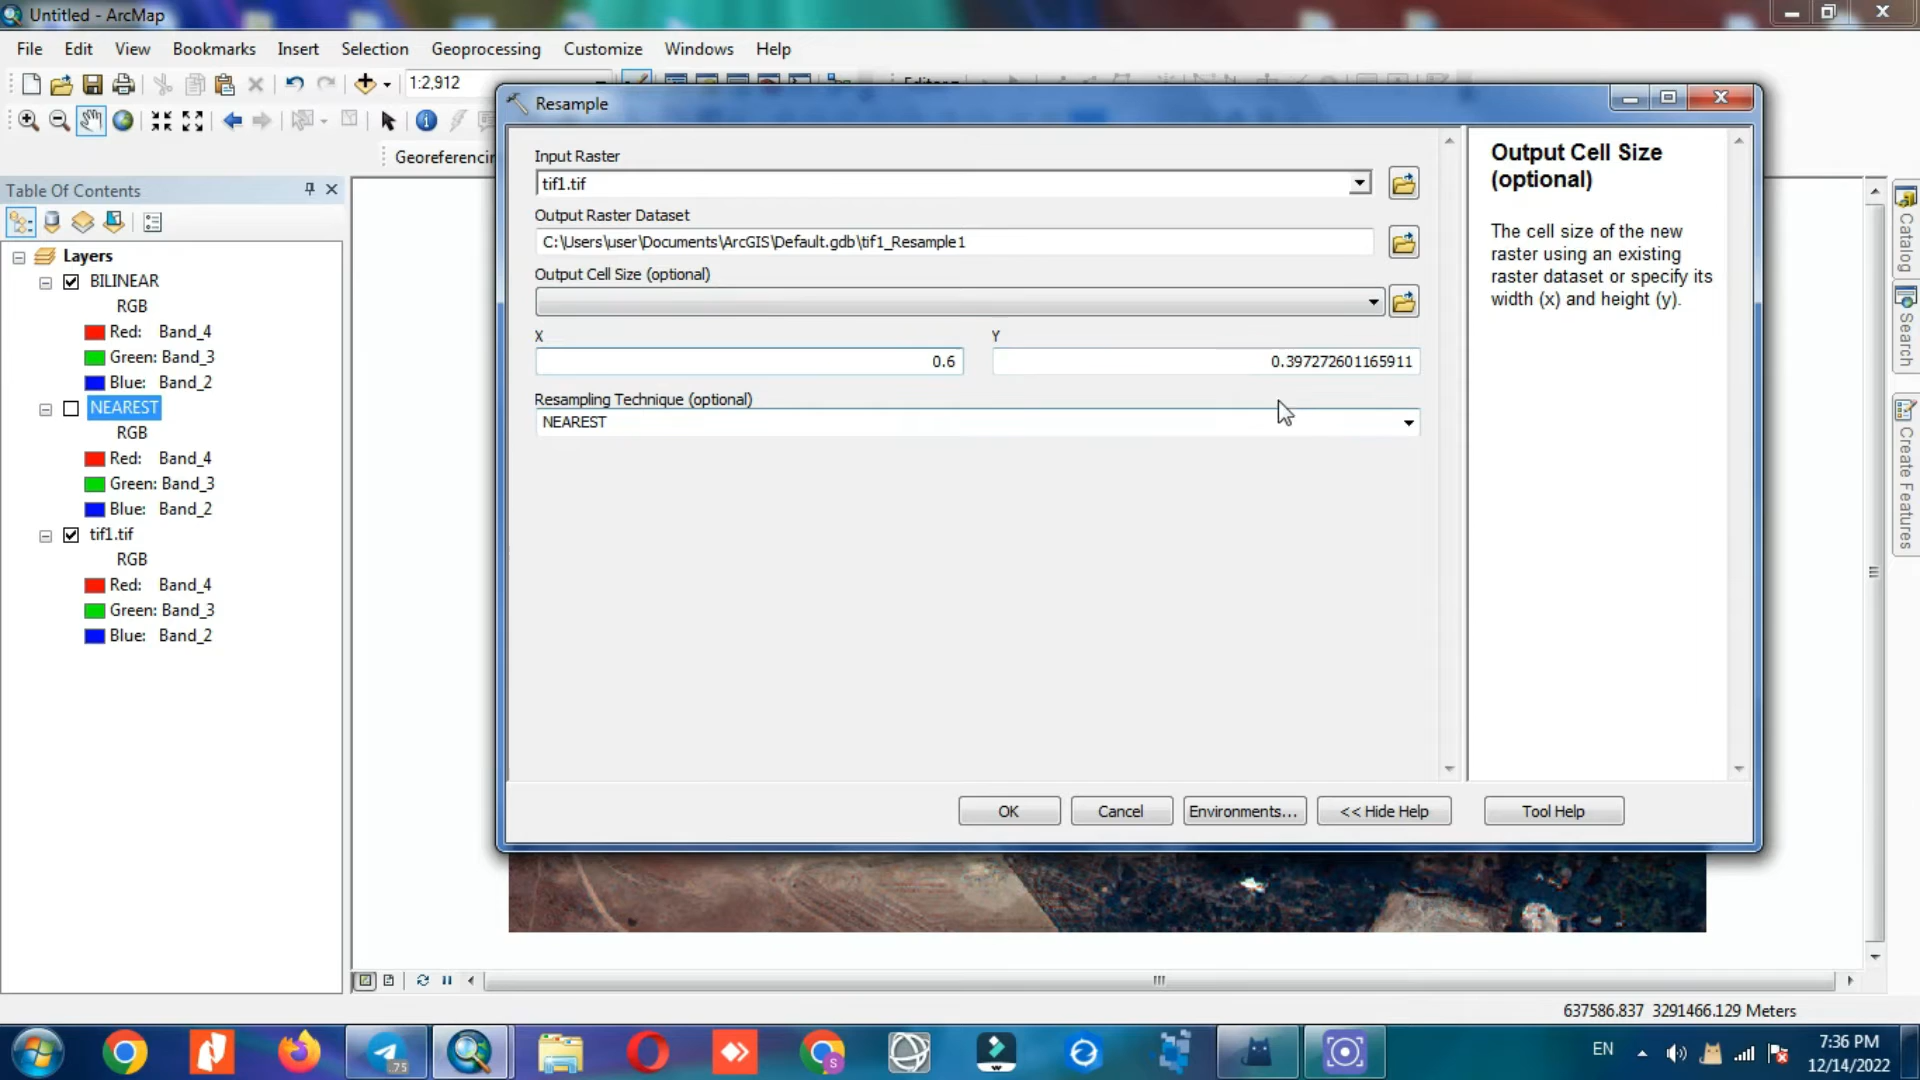 Untitled - ArcMap
File Edit View Bookmarks Insert Selection Geoprocessing Customize Windows Help
1:2,912
Georeferencin
Table Of Contents
Layers
BILINEAR
RGB
Red: Band_4
Green: Band_3
Blue: Band_2
NEAREST
RGB
Red: Band_4
Green: Band_3
Blue: Band_2
tif1.tif
RGB
Red: Band_4
Green: Band_3
Blue: Band_2
Resample
Input Raster
tif1.tif
Output Raster Dataset
C:\Users\user\Documents\ArcGIS\Default.gdb\tif1_Resample1
Output Cell Size (optional)
X Y
0.6 0.397272601165911
Resampling Technique (optional)
NEAREST
OK Cancel Environments... << Hide Help Tool Help
Output Cell Size
(optional)
The cell size of the new
raster using an existing
raster dataset or specify its
width (x) and height (y).
Catalog
Search
Create Features
637586.837 3291466.129 Meters
.75
S
EN
7:36 PM
12/14/2022